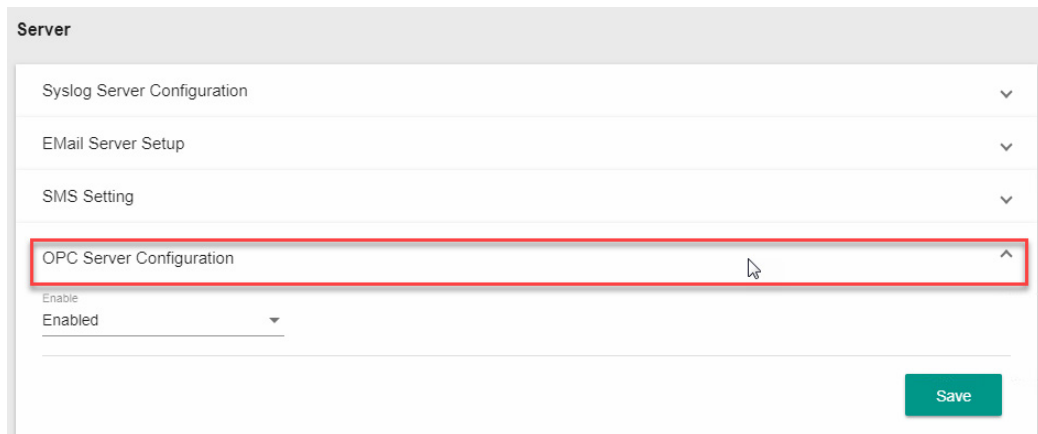 Server
Syslog Server Configuration
EMail Server Setup
SMS Setting
OPC Server Configuration
Enable
Enabled
Save